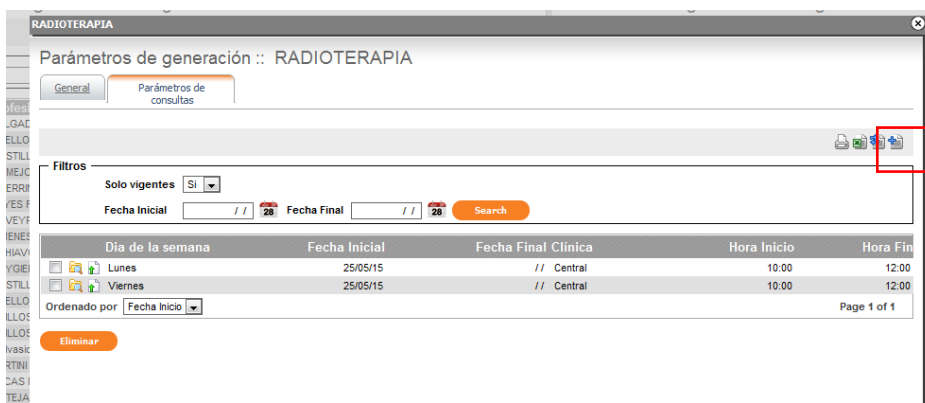 RADIOTERAPIA
Parámetros de generación :: RADIOTERAPIA
General
Parámetros de
consultas
Filtros
Solo vigentes Si
Fecha Inicial / / 28 Fecha Final / / 28 Search
Dia de la semana Fecha Inicial Fecha Final Clínica Hora Inicio Hora Fin
Lunes 25/05/15 / / Central 10:00 12:00
Viernes 25/05/15 / / Central 10:00 12:00
Ordenado por Fecha Inicio Page 1 of 1
Eliminar